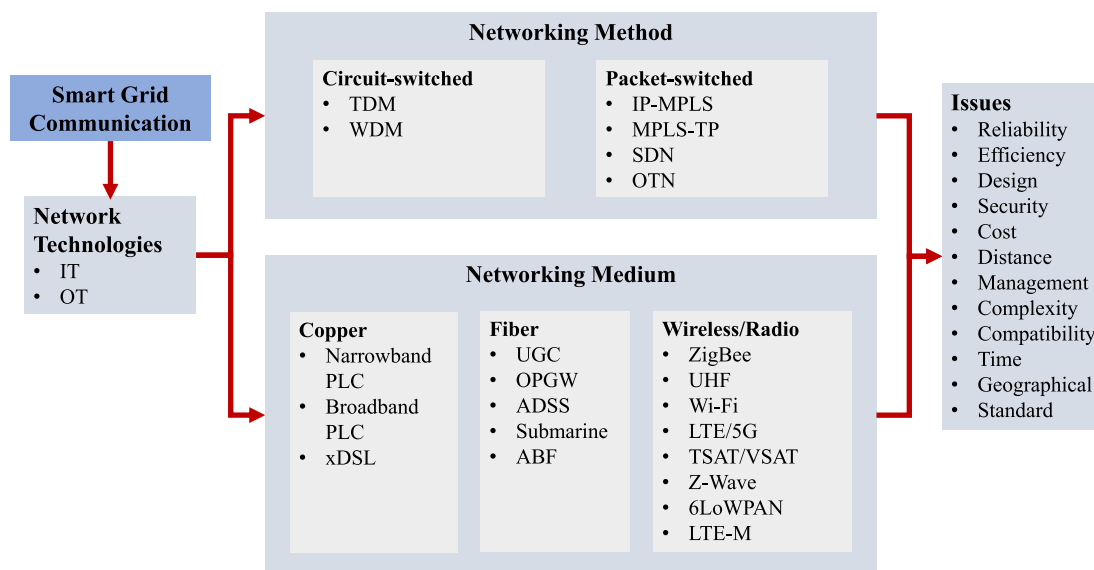 Smart Grid
Communication
Network
Technologies
• IT
• OT
Networking Method
Circuit-switched
• TDM
• WDM
Packet-switched
• IP-MPLS
• MPLS-TP
• SDN
• OTN
Networking Medium
Copper
• Narrowband
PLC
• Broadband
PLC
• xDSL
Fiber
• UGC
• OPGW
• ADSS
• Submarine
• ABF
Wireless/Radio
• ZigBee
• UHF
• Wi-Fi
• LTE/5G
• TSAT/VSAT
• Z-Wave
• 6LoWPAN
• LTE-M
Issues
• Reliability
• Efficiency
• Design
• Security
• Cost
• Distance
• Management
• Complexity
• Compatibility
• Time
• Geographical
• Standard